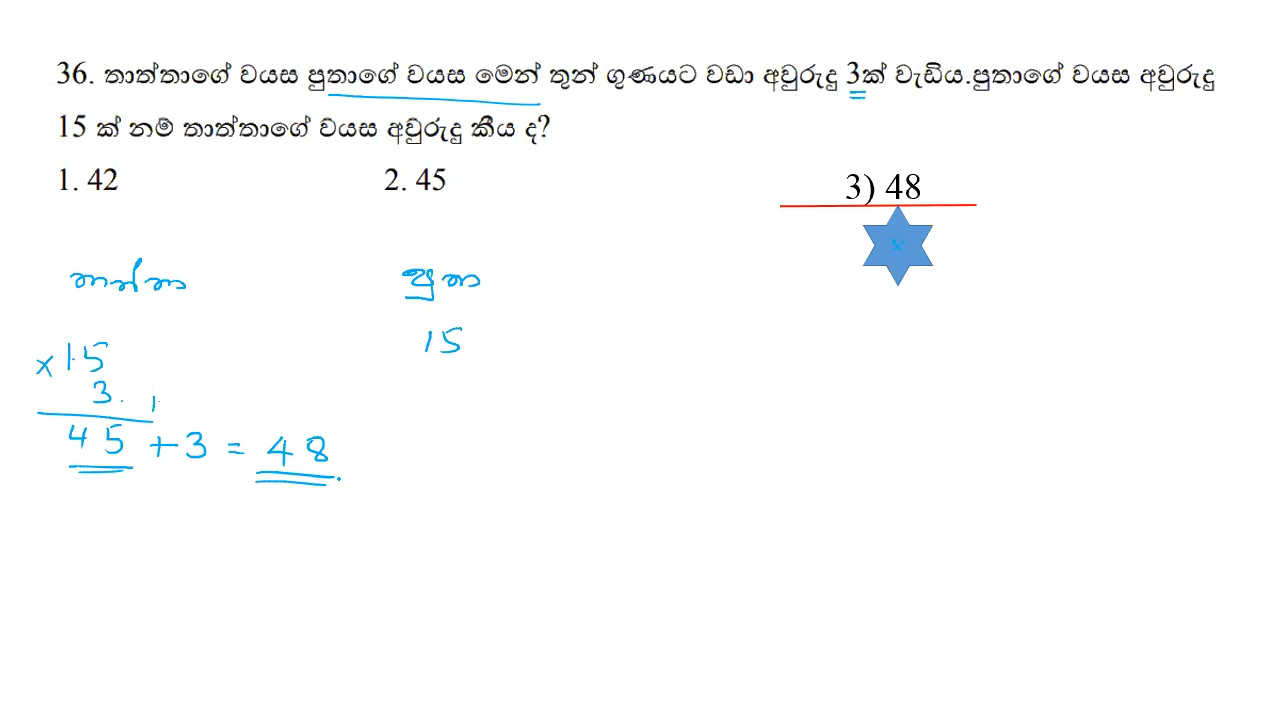 36. තාත්තාගේ වයස පුතාගේ වයස මෙන් තුන් ගුණයට වඩා අවුරුදු 3ක් වැඩිය.පුතාගේ වයස අවුරුදු
15 ක් නම් තාත්තාගේ වයස අවුරුදු කීය ද?
1. 42 2. 45 3) 48
x
තාත්තා පුතා
15
x 15
3.
1
45 + 3 = 48.